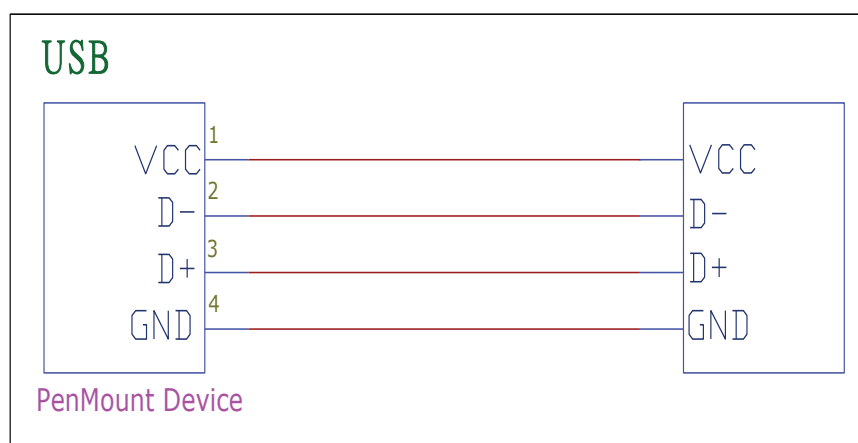 USB
1
VCC VCC
2
D- D-
3
D+ D+
4
GND GND
PenMount Device